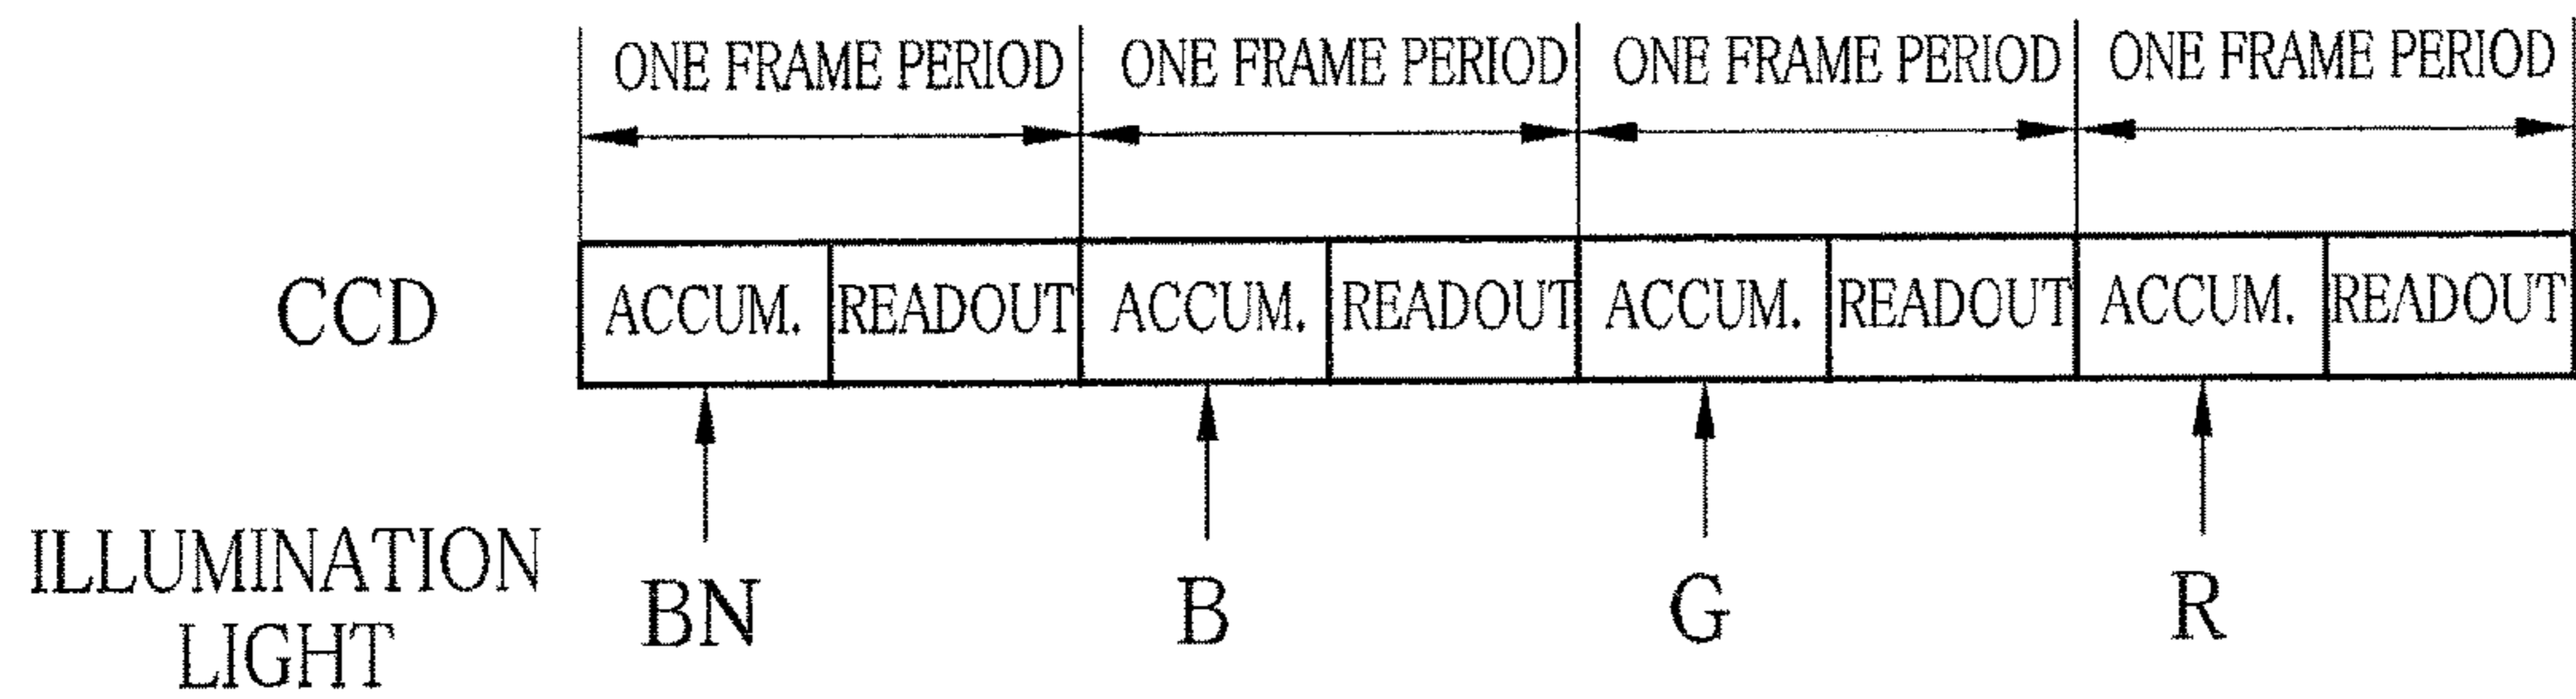 ONE FRAME PERIOD ONE FRAME PERIOD ONE FRAME PERIOD ONE FRAME PERIOD
CCD ACCUM. READOUT ACCUM. READOUT ACCUM. READOUT ACCUM. READOUT
ILLUMINATION LIGHT BN B G R